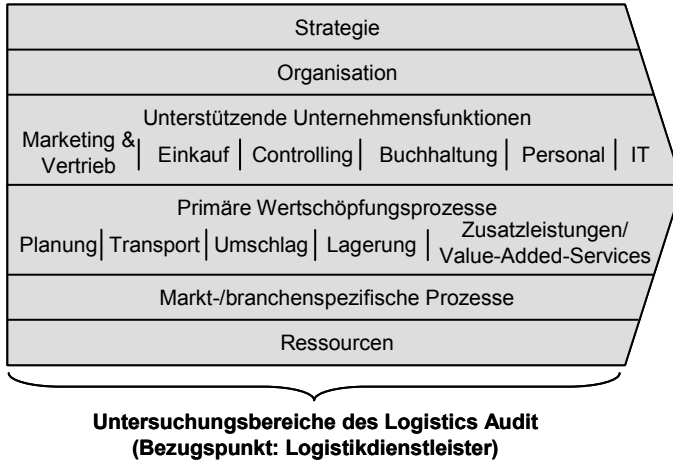 Strategie
Organisation
Unterstützende Unternehmensfunktionen
Marketing & Vertrieb | Einkauf | Controlling | Buchhaltung | Personal | IT
Primäre Wertschöpfungsprozesse
Planung | Transport | Umschlag | Lagerung | Zusatzleistungen/ Value-Added-Services
Markt-/branchenspezifische Prozesse
Ressourcen
Untersuchungsbereiche des Logistics Audit
(Bezugspunkt: Logistikdienstleister)